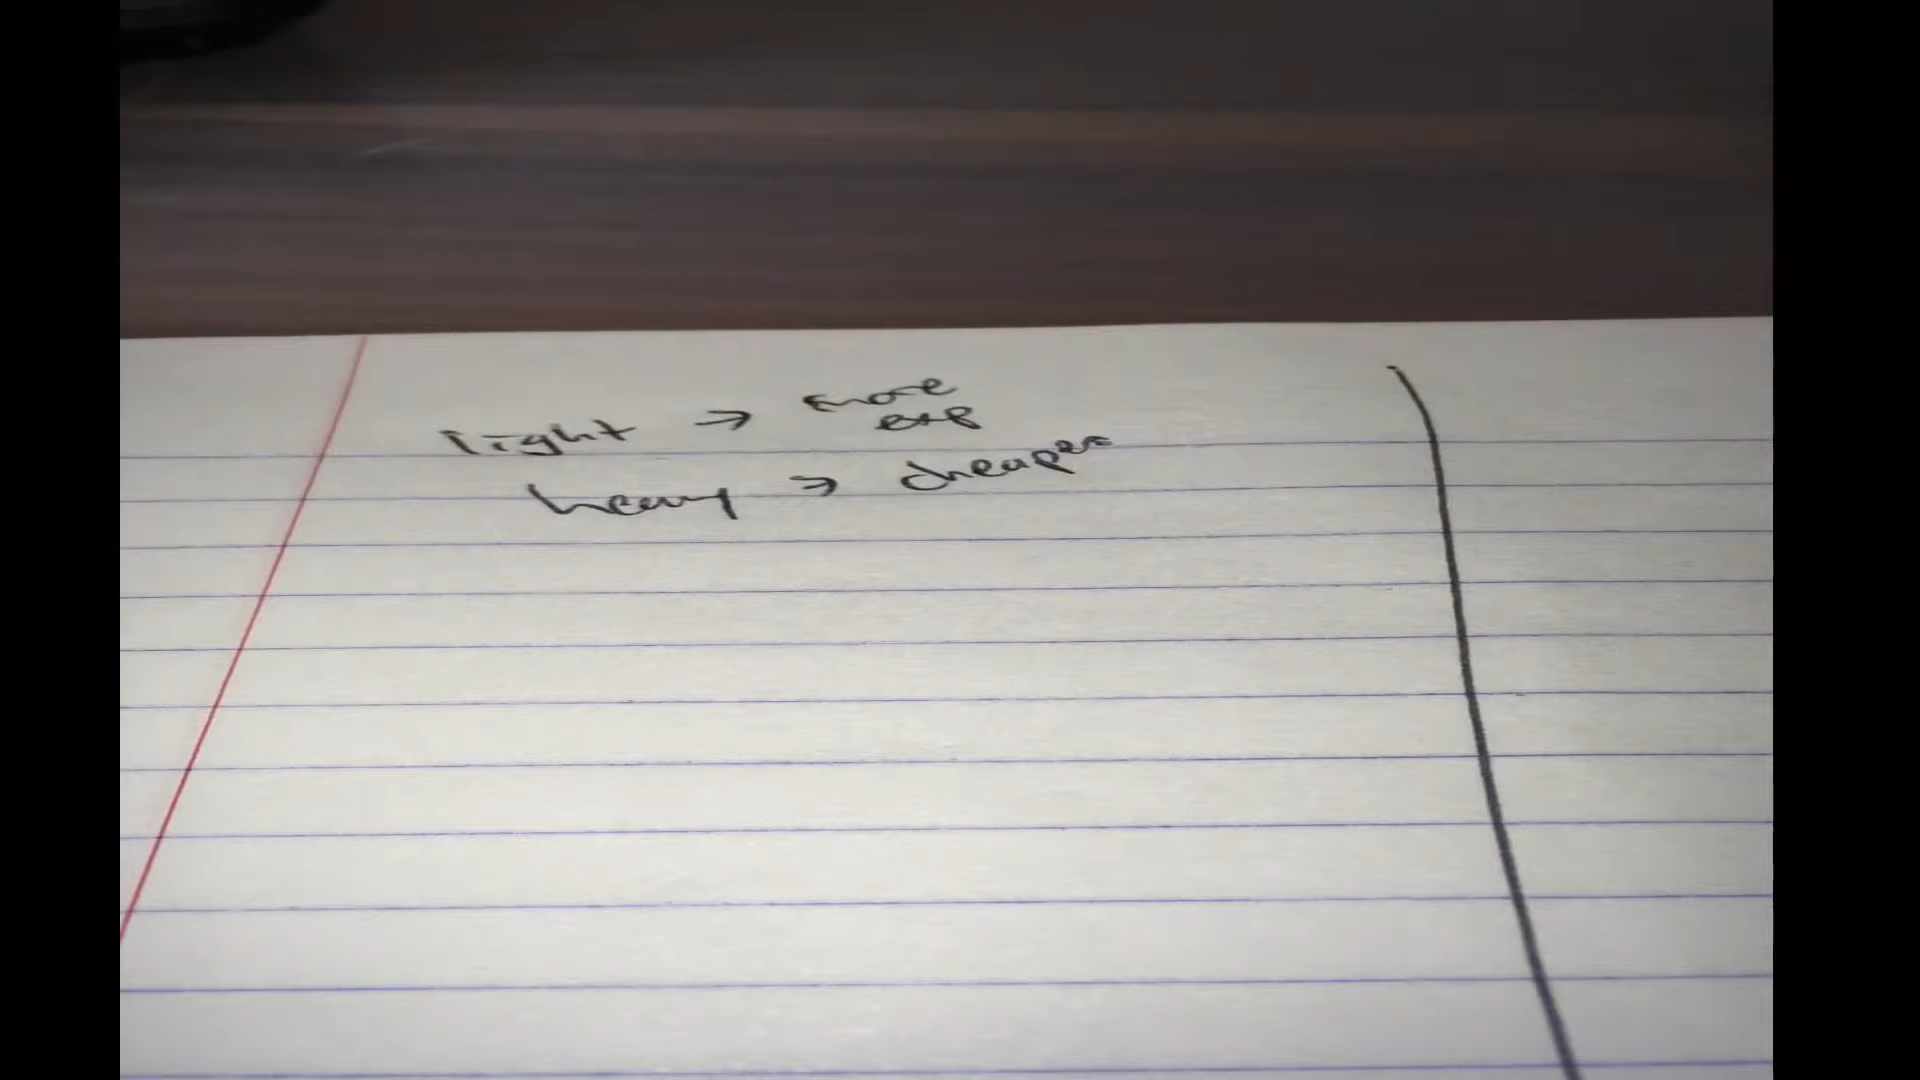 light → more
exp
heavy → cheaper